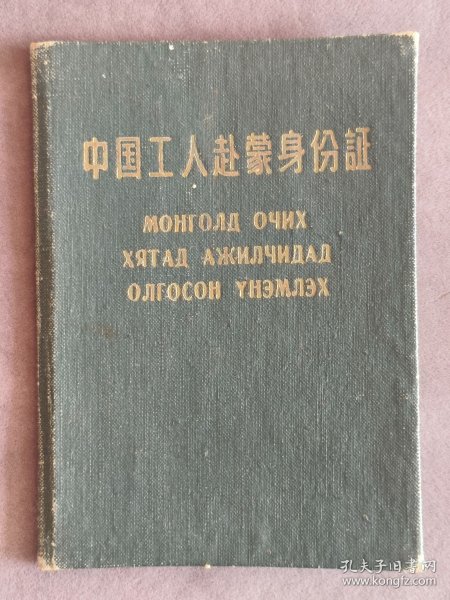 中国工人赴蒙身份証
МОНГОЛД ОЧИХ
ХЯТАД АЖИЛЧИДАД
ОЛГОСОН ҮНЭМЛЭХ
孔夫子旧书网
www.kongfz.com